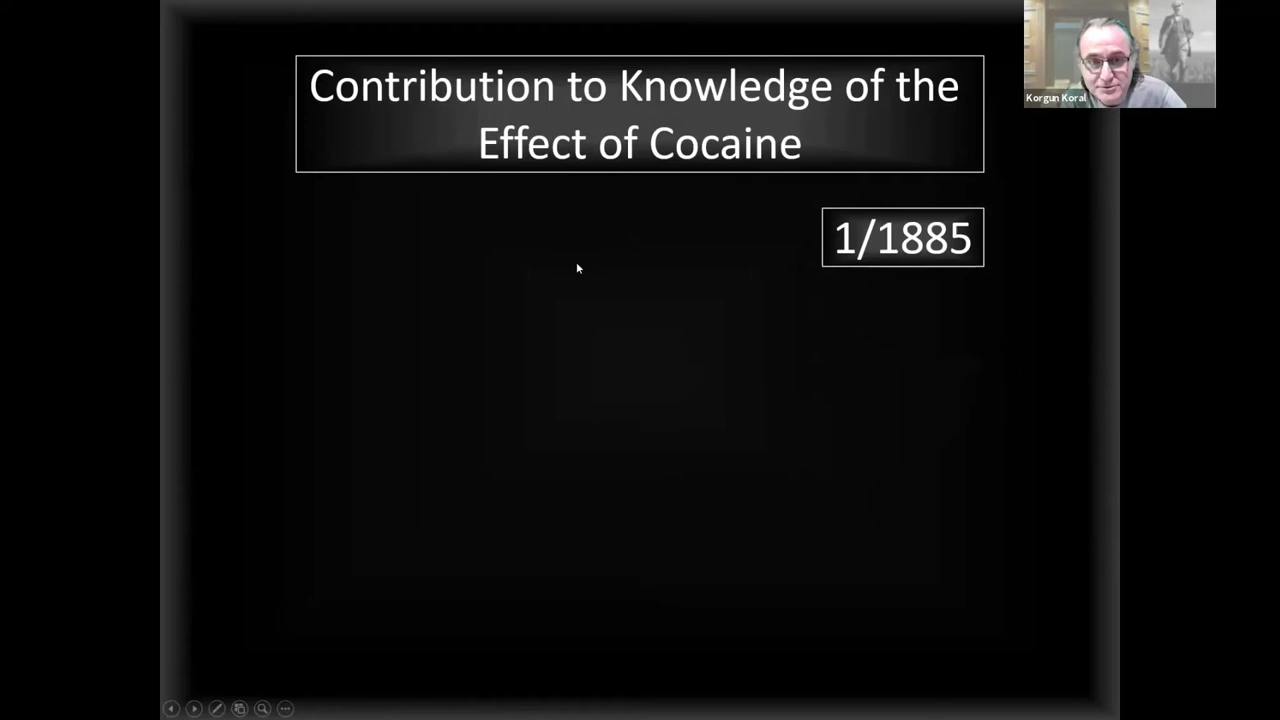 Contribution to Knowledge of the
Effect of Cocaine
1/1885
Korgun Koral